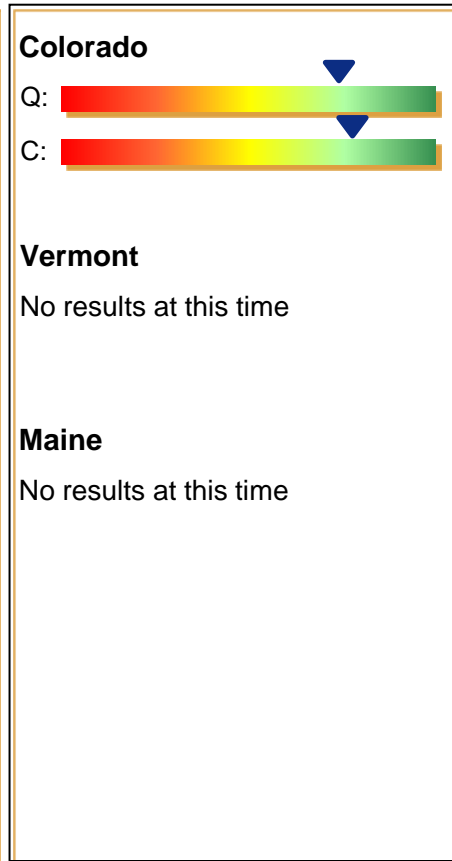 Colorado
Q:
C:
Vermont
No results at this time
Maine
No results at this time